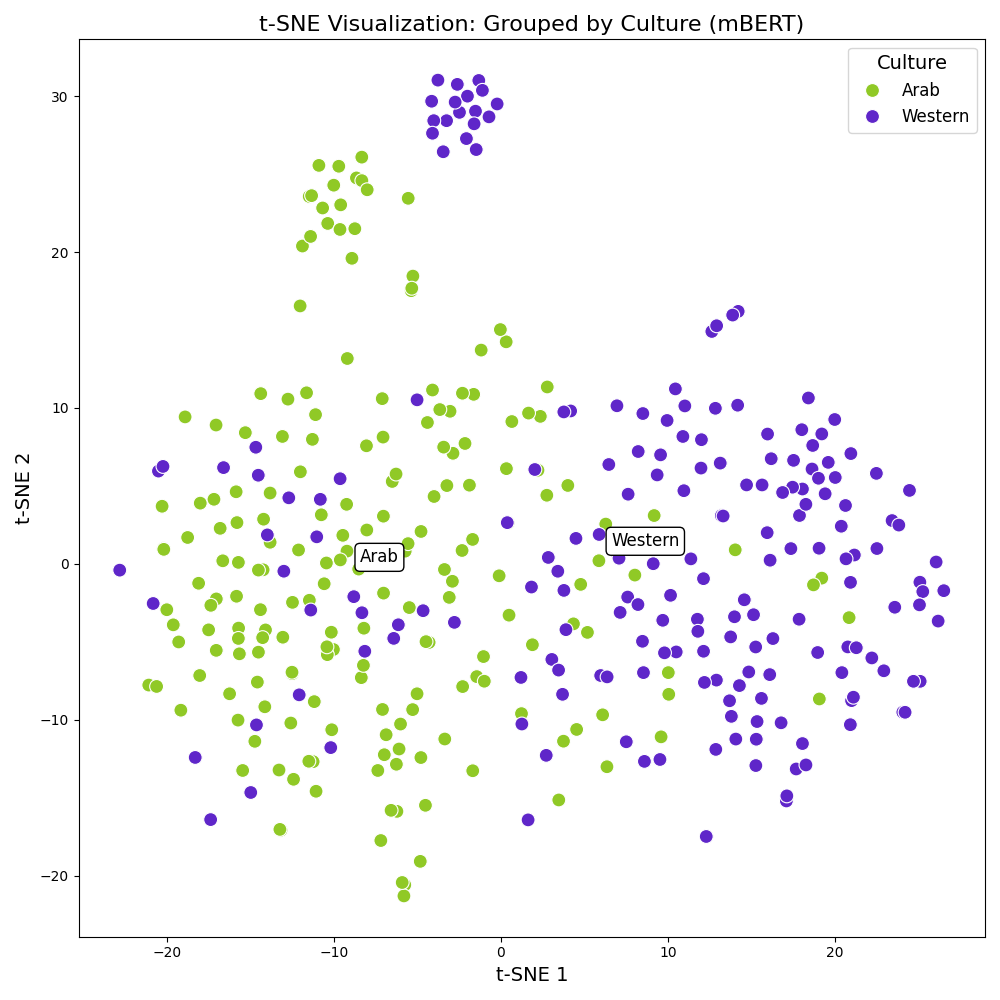 t-SNE Visualization: Grouped by Culture (mBERT)
Culture
Arab
Western
30
20
10
0
−10
−20
t-SNE 2
Arab
Western
−20
−10
0
10
20
t-SNE 1